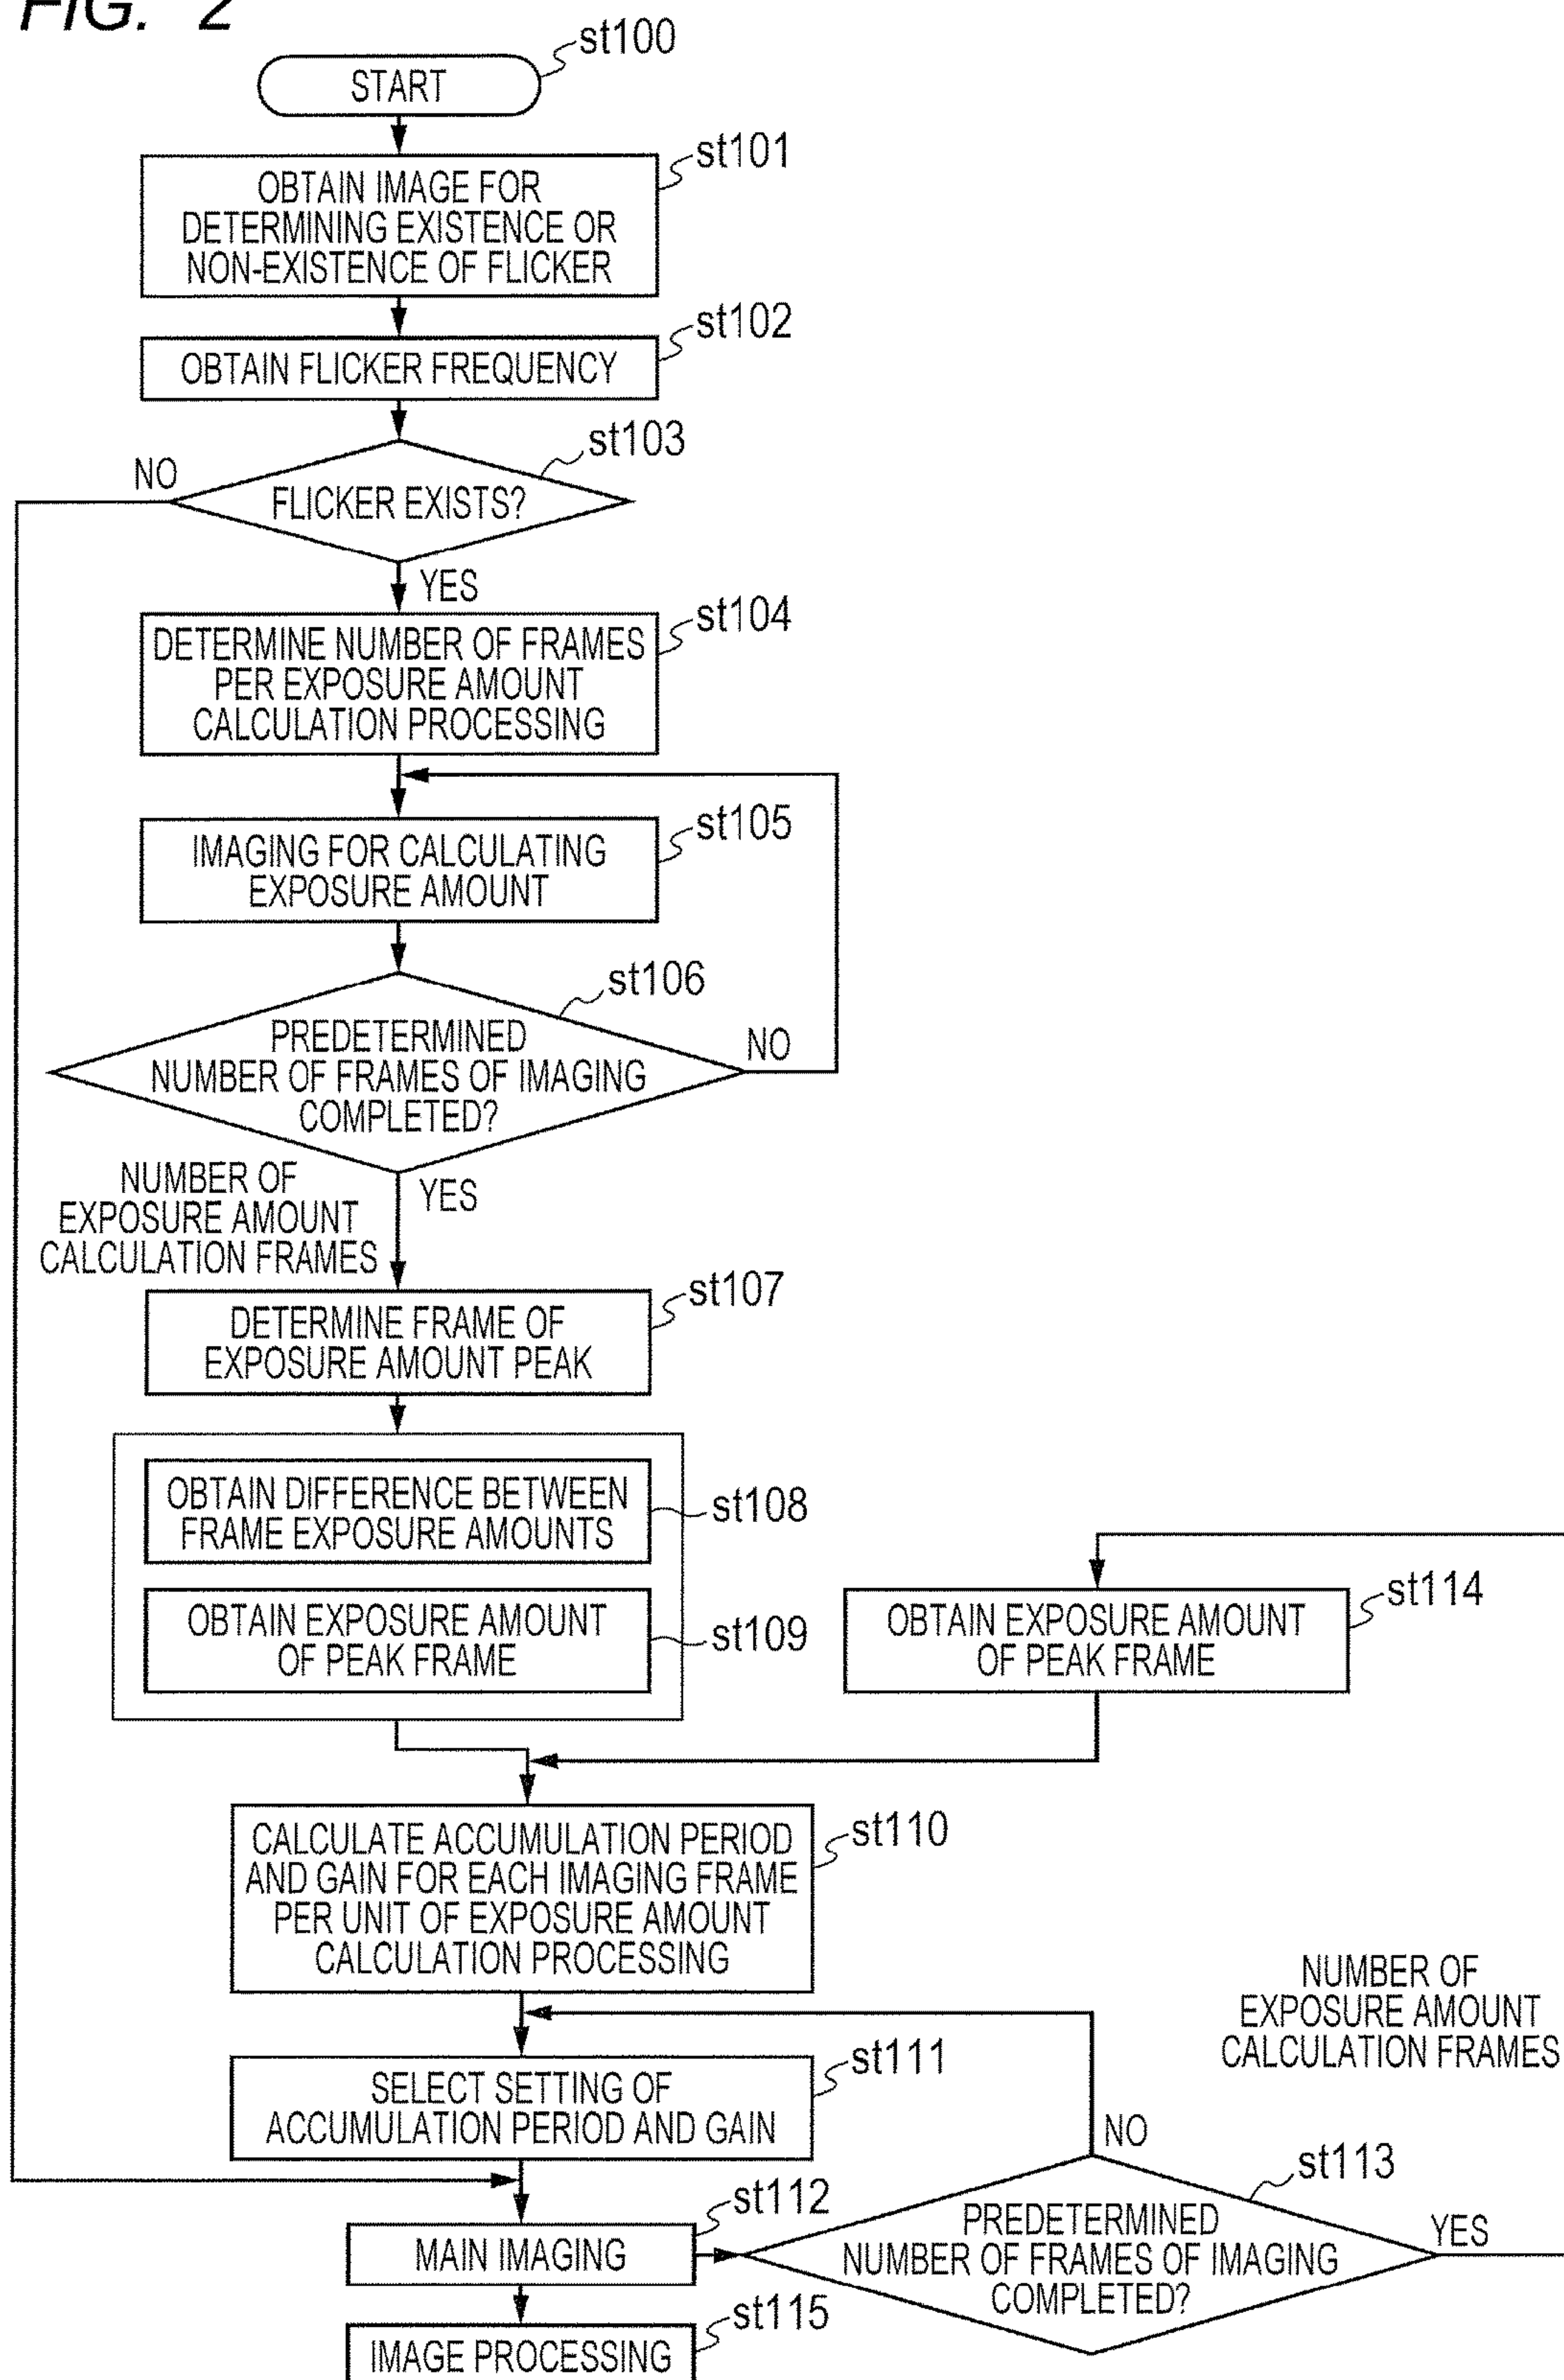 FIG. 2
st100
START
st101
OBTAIN IMAGE FOR
DETERMINING EXISTENCE OR
NON-EXISTENCE OF FLICKER
st102
OBTAIN FLICKER FREQUENCY
st103
NO
FLICKER EXISTS?
YES
st104
DETERMINE NUMBER OF FRAMES
PER EXPOSURE AMOUNT
CALCULATION PROCESSING
st105
IMAGING FOR CALCULATING
EXPOSURE AMOUNT
st106
PREDETERMINED
NUMBER OF FRAMES OF IMAGING
COMPLETED?
NO
NUMBER OF
EXPOSURE AMOUNT
CALCULATION FRAMES
YES
st107
DETERMINE FRAME OF
EXPOSURE AMOUNT PEAK
OBTAIN DIFFERENCE BETWEEN
FRAME EXPOSURE AMOUNTS
st108
OBTAIN EXPOSURE AMOUNT
OF PEAK FRAME
st109
st114
OBTAIN EXPOSURE AMOUNT
OF PEAK FRAME
st110
CALCULATE ACCUMULATION PERIOD
AND GAIN FOR EACH IMAGING FRAME
PER UNIT OF EXPOSURE AMOUNT
CALCULATION PROCESSING
NUMBER OF
EXPOSURE AMOUNT
CALCULATION FRAMES
st111
SELECT SETTING OF
ACCUMULATION PERIOD AND GAIN
NO
st113
st112
MAIN IMAGING
PREDETERMINED
NUMBER OF FRAMES OF IMAGING
COMPLETED?
YES
st115
IMAGE PROCESSING